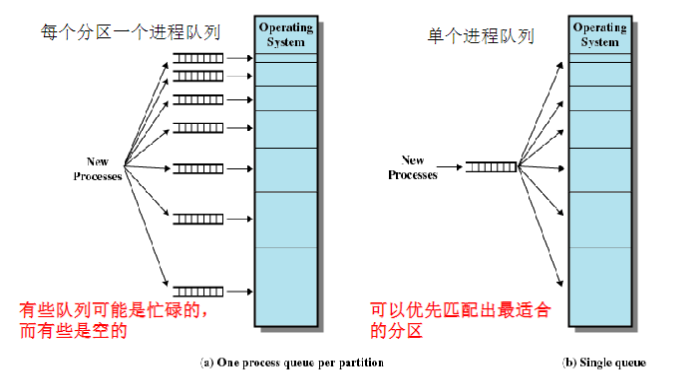 每个分区一个进程队列
Operating
System
New
Processes
有些队列可能是忙碌的，
而有些是空的
(a) One process queue per partition
单个进程队列
Operating
System
New
Processes
可以优先匹配出最适合
的分区
(b) Single queue